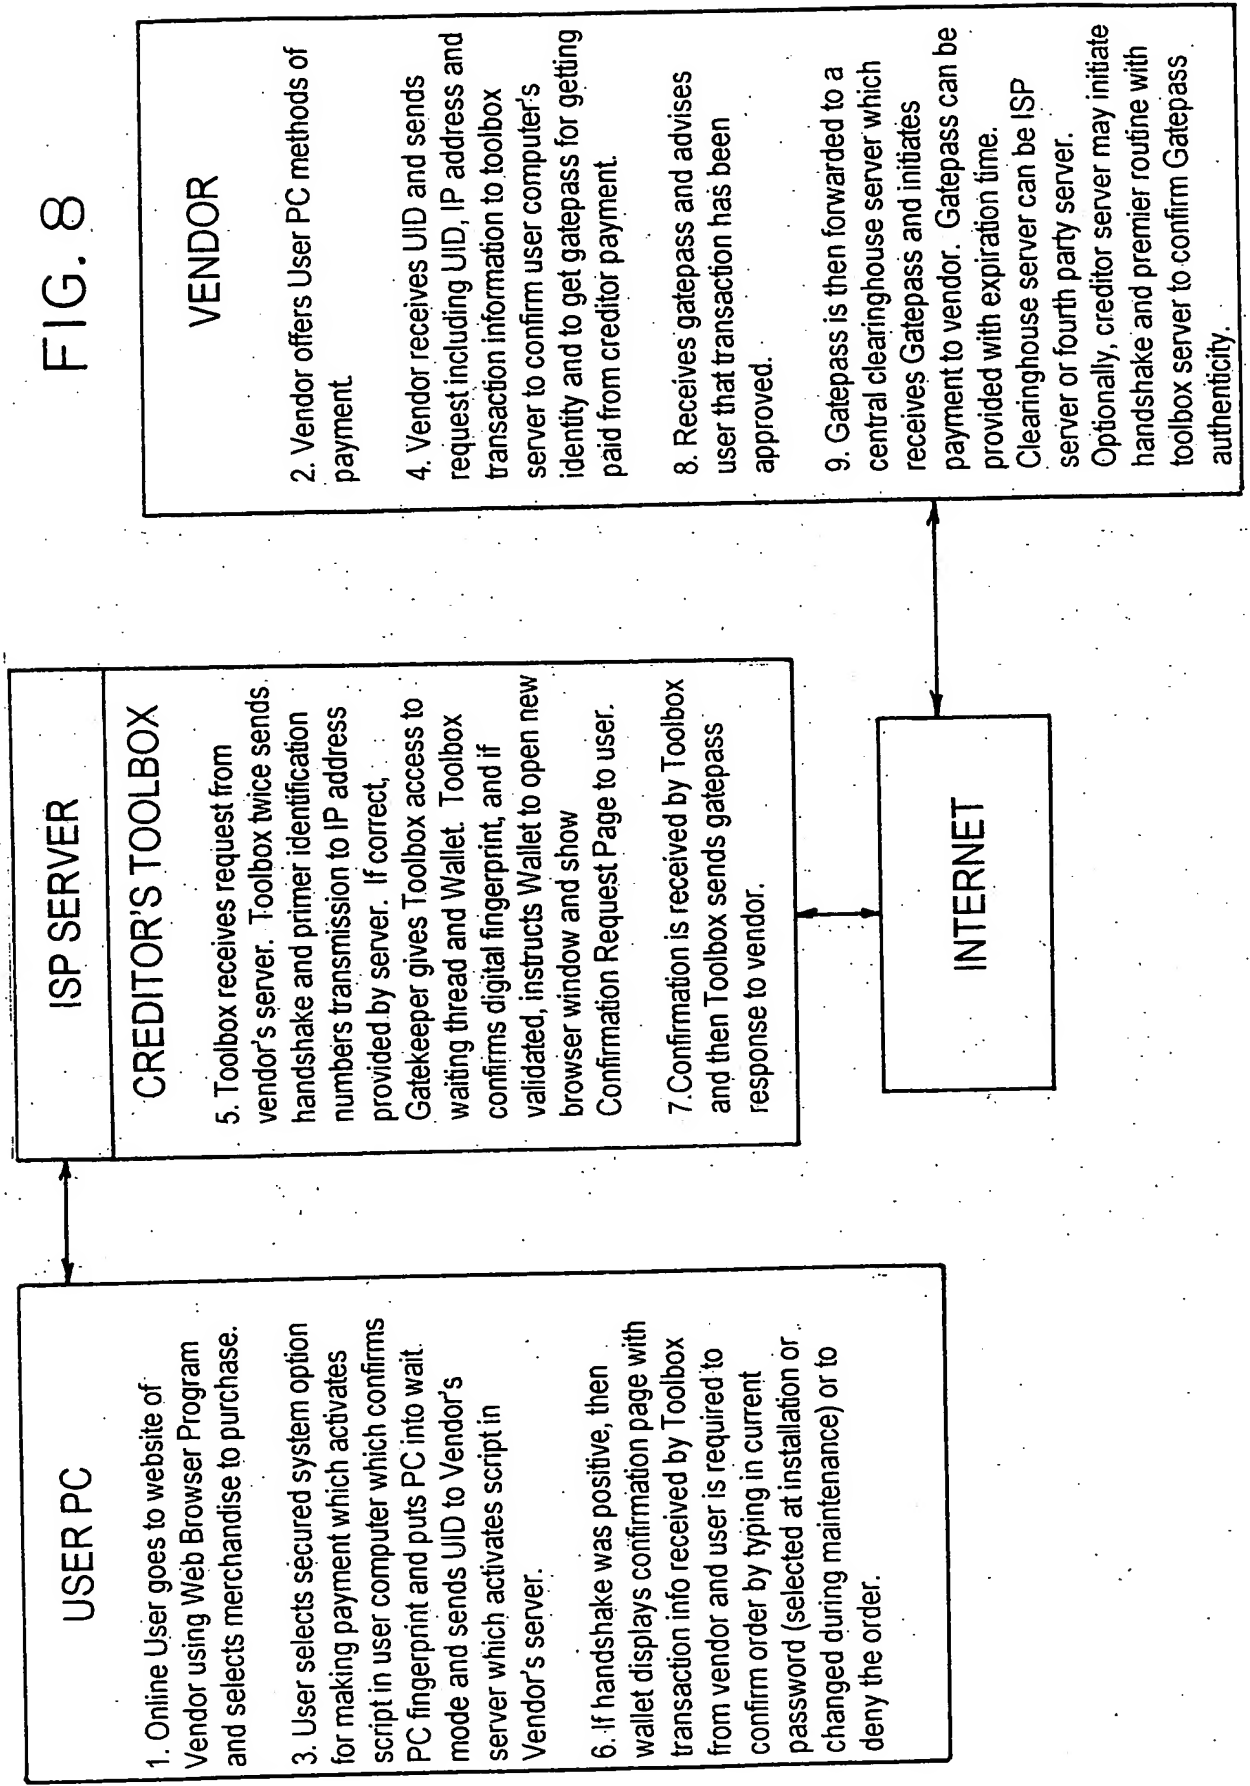 FIG. 8
USER PC
1. Online User goes to website of
Vendor using Web Browser Program
and selects merchandise to purchase.
3. User selects secured system option
for making payment which activates
script in user computer which confirms
PC fingerprint and puts PC into wait
mode and sends UID to Vendor's
server which activates script in
Vendor's server.
6. If handshake was positive, then
wallet displays confirmation page with
transaction info received by Toolbox
from vendor and user is required to
confirm order by typing in current
password (selected at installation or
changed during maintenance) or to
deny the order.
ISP SERVER
CREDITOR'S TOOLBOX
5. Toolbox receives request from
vendor's server. Toolbox twice sends
handshake and primer identification
numbers transmission to IP address
provided by server. If correct,
Gatekeeper gives Toolbox access to
waiting thread and Wallet. Toolbox
confirms digital fingerprint, and if
validated, instructs Wallet to open new
browser window and show
Confirmation Request Page to user.
7.Confirmation is received by Toolbox
and then Toolbox sends gatepass
response to vendor.
INTERNET
VENDOR
2. Vendor offers User PC methods of
payment.
4. Vendor receives UID and sends
request including UID, IP address and
transaction information to toolbox
server to confirm user computer's
identity and to get gatepass for getting
paid from creditor payment.
8. Receives gatepass and advises
user that transaction has been
approved.
9. Gatepass is then forwarded to a
central clearinghouse server which
receives Gatepass and initiates
payment to vendor. Gatepass can be
provided with expiration time.
Clearinghouse server can be ISP
server or fourth party server.
Optionally, creditor server may initiate
handshake and premier routine with
toolbox server to confirm Gatepass
authenticity.